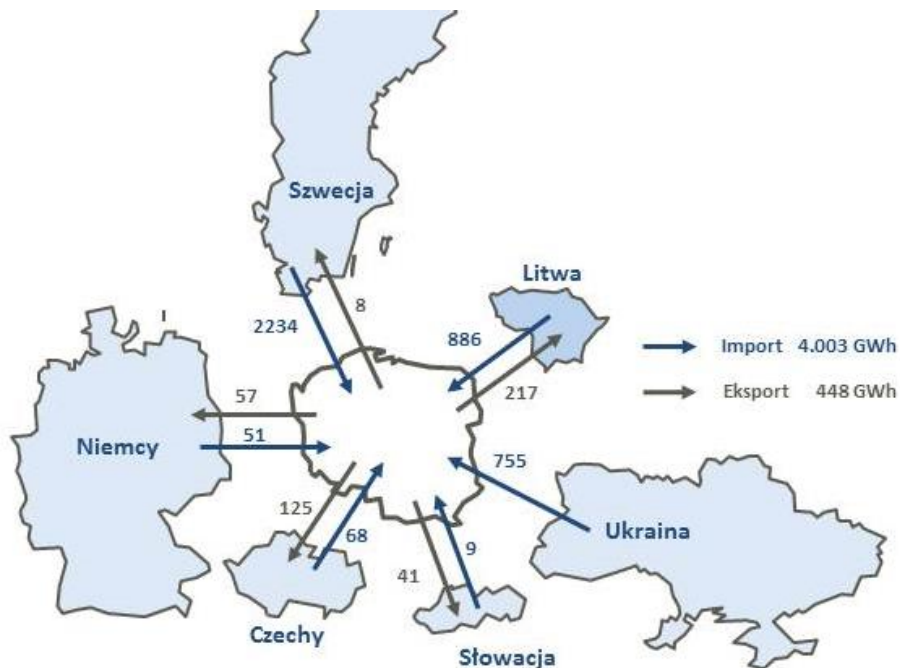 Szwecja
Litwa
8
2234
886
Import 4.003 GWh
57
217
Eksport 448 GWh
Niemcy
51
755
125
68
9
Ukraina
41
Czechy
Słowacja